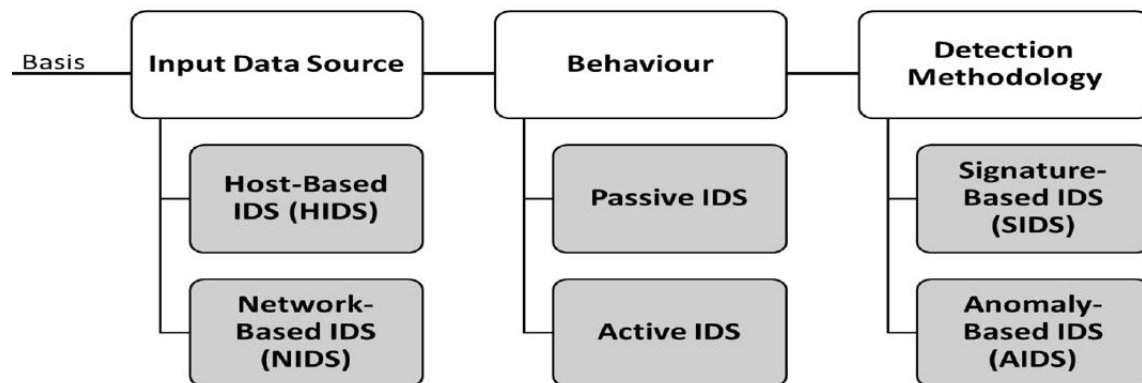 Basis
Input Data Source
Behaviour
Detection
Methodology
Host-Based
IDS (HIDS)
Passive IDS
Signature-
Based IDS
(SIDS)
Network-
Based IDS
(NIDS)
Active IDS
Anomaly-
Based IDS
(AIDS)